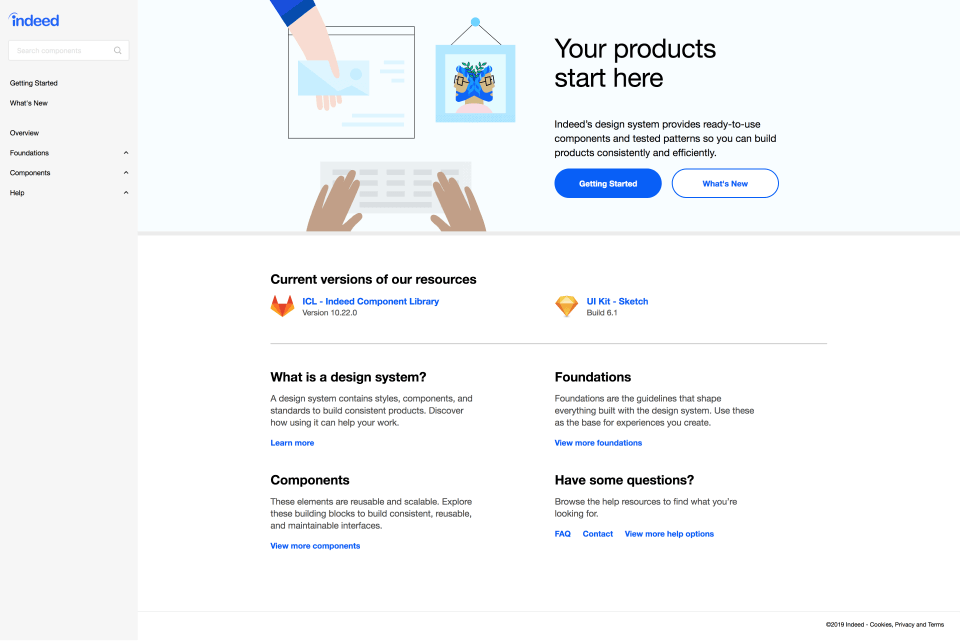 indeed
Search components
Getting Started
What's New
Overview
Foundations
Components
Help
Your products
start here
Indeed's design system provides ready-to-use
components and tested patterns so you can build
products consistently and efficiently.
Getting Started
What's New
Current versions of our resources
ICL - Indeed Component Library
Version 10.22.0
UI Kit - Sketch
Build 6.1
What is a design system?
A design system contains styles, components, and
standards to build consistent products. Discover
how using it can help your work.
Learn more
Foundations
Foundations are the guidelines that shape
everything built with the design system. Use these
as the base for experiences you create.
View more foundations
Components
These elements are reusable and scalable. Explore
these building blocks to build consistent, reusable,
and maintainable interfaces.
View more components
Have some questions?
Browse the help resources to find what you're
looking for.
FAQ Contact View more help options
©2019 Indeed - Cookies, Privacy and Terms